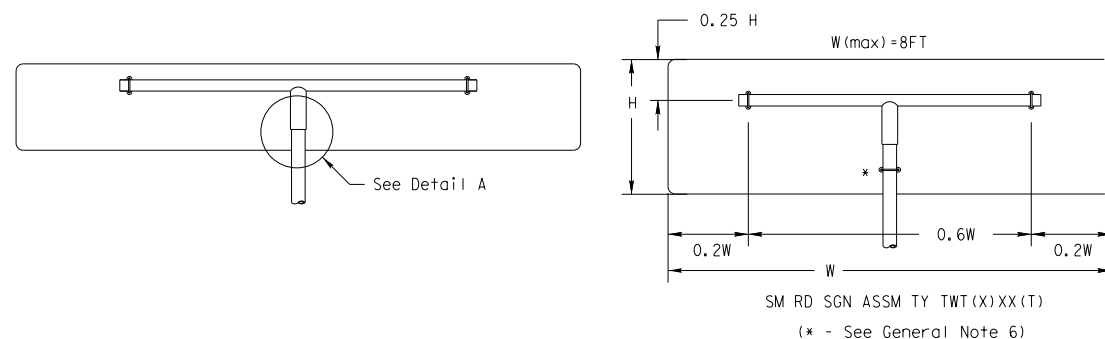 0.25 H
W(max)=8FT
H
*
See Detail A
0.2W
0.6W
0.2W
W
SM RD SGN ASSM TY TWT(X)XX(T)
(* - See General Note 6)